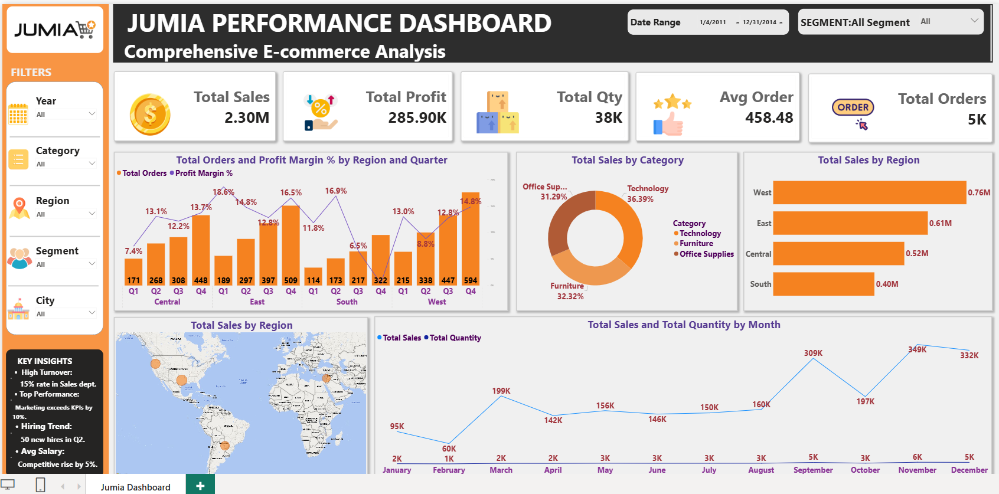 JUMIA
JUMIA PERFORMANCE DASHBOARD
Comprehensive E-commerce Analysis
Date Range 1/4/2011 12/31/2014
SEGMENT:All Segment All
FILTERS
Year
All
Category
All
Region
All
Segment
All
City
All
KEY INSIGHTS
• High Turnover:
15% rate in Sales dept.
• Top Performance:
Marketing exceeds KPIs by
10%.
• Hiring Trend:
50 new hires in Q2.
• Avg Salary:
Competitive rise by 5%.
Total Sales
2.30M
Total Profit
285.90K
Total Qty
38K
Avg Order
458.48
ORDER
Total Orders
5K
Total Orders and Profit Margin % by Region and Quarter
Total Orders Profit Margin %
7.4% 13.1% 12.2% 13.7% 18.6% 14.8% 12.8% 16.5% 11.8% 16.9% 6.5% 13.0% 8.8% 12.8% 14.8%
171 268 308 448 189 297 397 509 114 173 217 322 215 338 447 594
Q1 Q2 Q3 Q4 Q1 Q2 Q3 Q4 Q1 Q2 Q3 Q4 Q1 Q2 Q3 Q4
Central East South West
Total Sales by Category
Office Sup...
31.29%
Technology
36.39%
Furniture
32.32%
Category
Technology
Furniture
Office Supplies
Total Sales by Region
West 0.76M
East 0.61M
Central 0.52M
South 0.40M
Total Sales by Region
CANADA
UNITED STATES
BRAZIL
Total Sales and Total Quantity by Month
Total Sales Total Quantity
95K 60K 199K 142K 156K 146K 150K 160K 309K 197K 349K 332K
2K 1K 2K 2K 3K 3K 3K 3K 5K 3K 6K 5K
January February March April May June July August September October November December
Jumia Dashboard